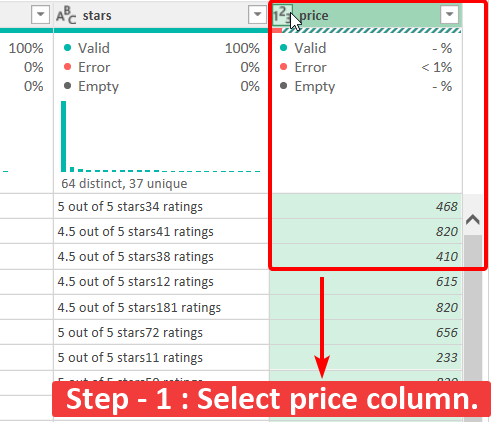 ABC stars
123 price
100% Valid 100% Valid - %
0% Error 0% Error < 1%
0% Empty 0% Empty - %
64 distinct, 37 unique
5 out of 5 stars34 ratings 468
4.5 out of 5 stars41 ratings 820
4.5 out of 5 stars38 ratings 410
4.5 out of 5 stars12 ratings 615
4.5 out of 5 stars181 ratings 820
5 out of 5 stars72 ratings 656
5 out of 5 stars11 ratings 233
Step - 1 : Select price column.